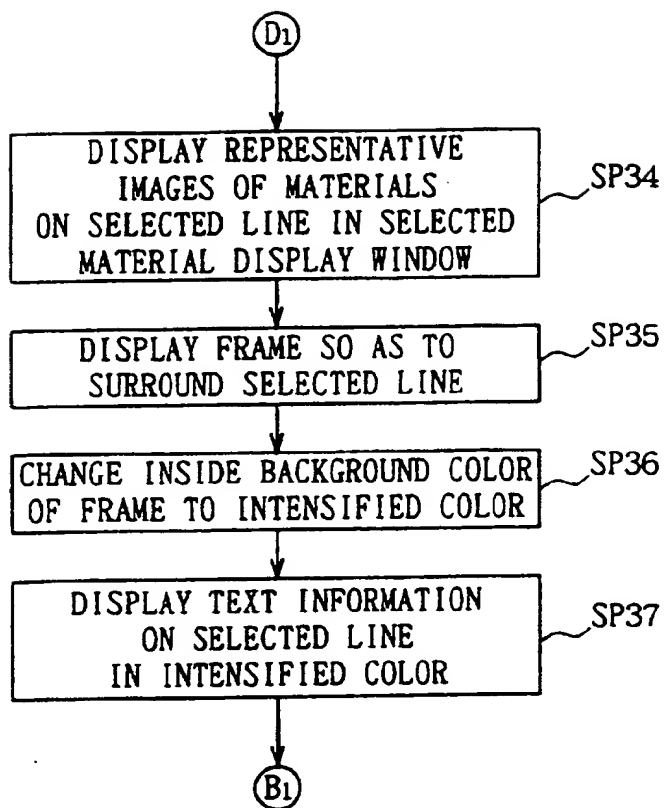 D1
DISPLAY REPRESENTATIVE
IMAGES OF MATERIALS
ON SELECTED LINE IN SELECTED
MATERIAL DISPLAY WINDOW
SP34
DISPLAY FRAME SO AS TO
SURROUND SELECTED LINE
SP35
CHANGE INSIDE BACKGROUND COLOR
OF FRAME TO INTENSIFIED COLOR
SP36
DISPLAY TEXT INFORMATION
ON SELECTED LINE
IN INTENSIFIED COLOR
SP37
B1